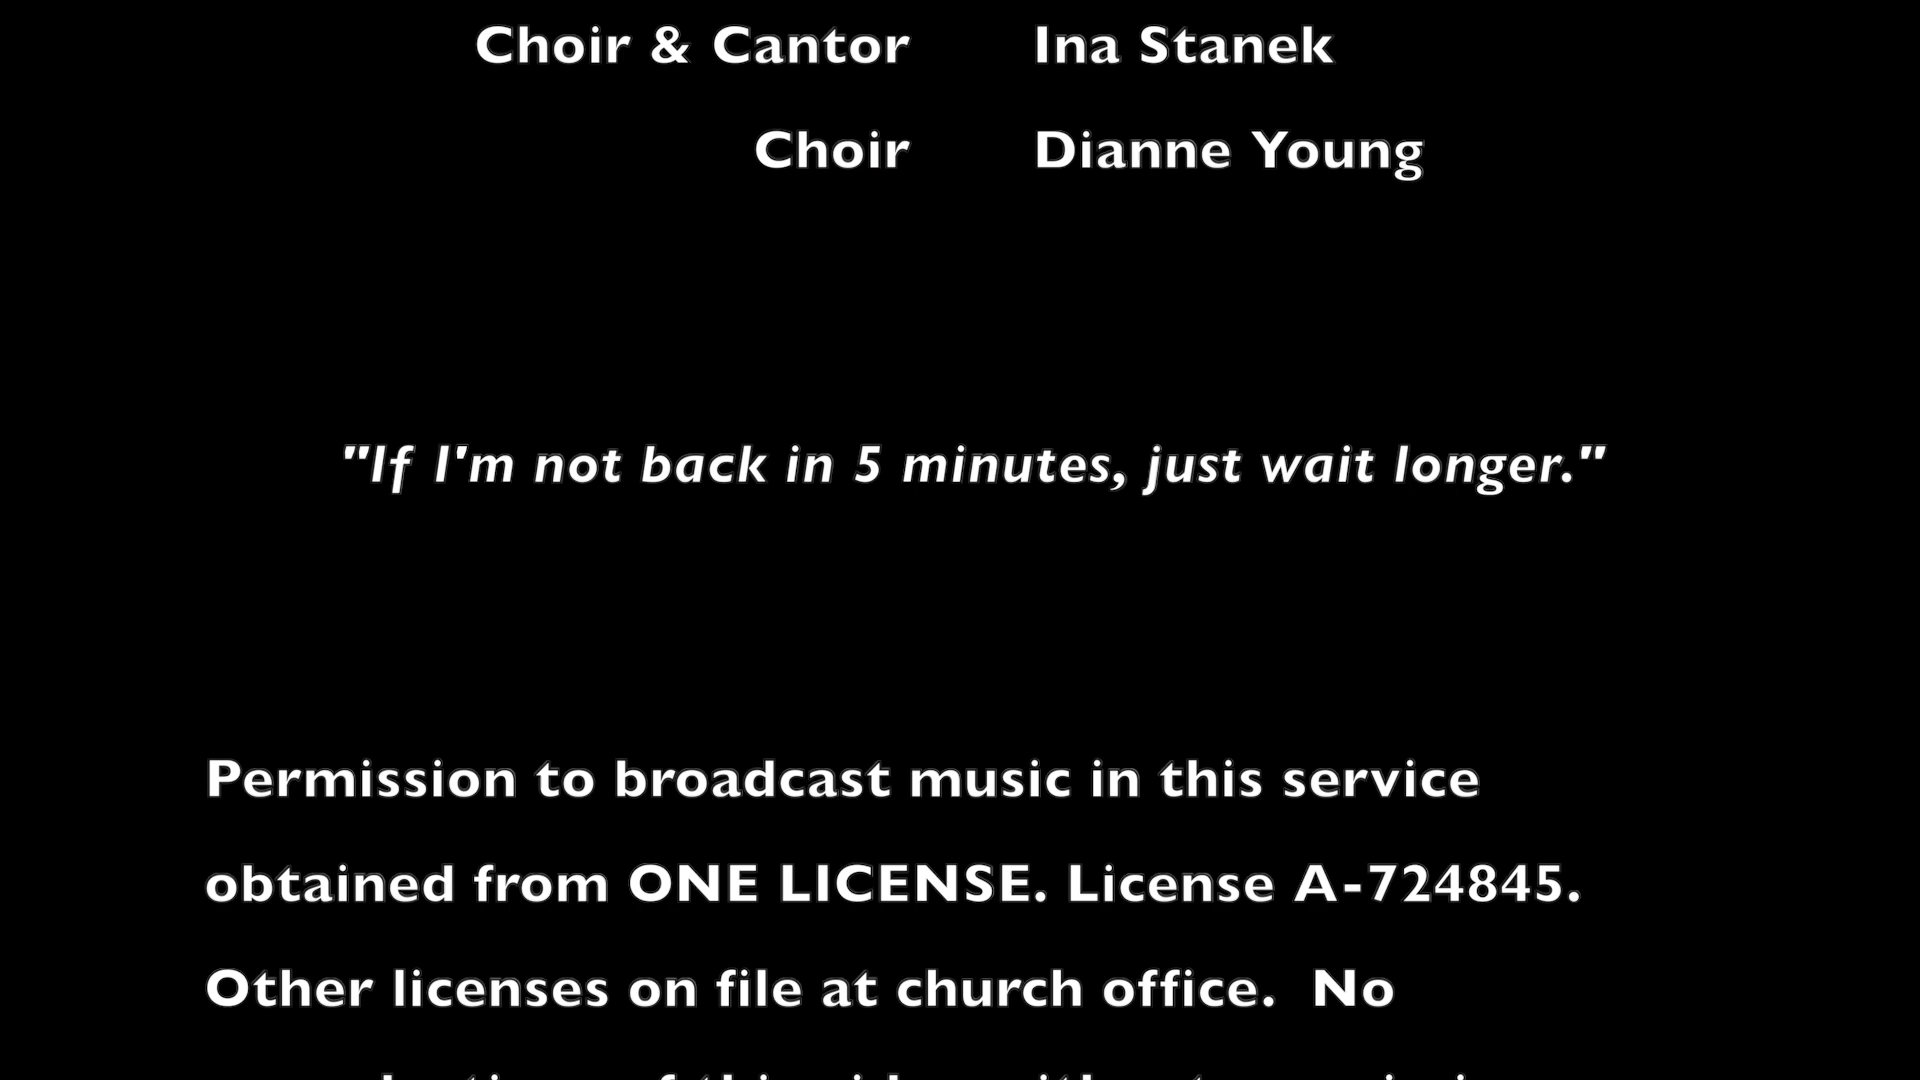 Choir & Cantor Ina Stanek
Choir Dianne Young
"If I'm not back in 5 minutes, just wait longer."
Permission to broadcast music in this service
obtained from ONE LICENSE. License A-724845.
Other licenses on file at church office.  No